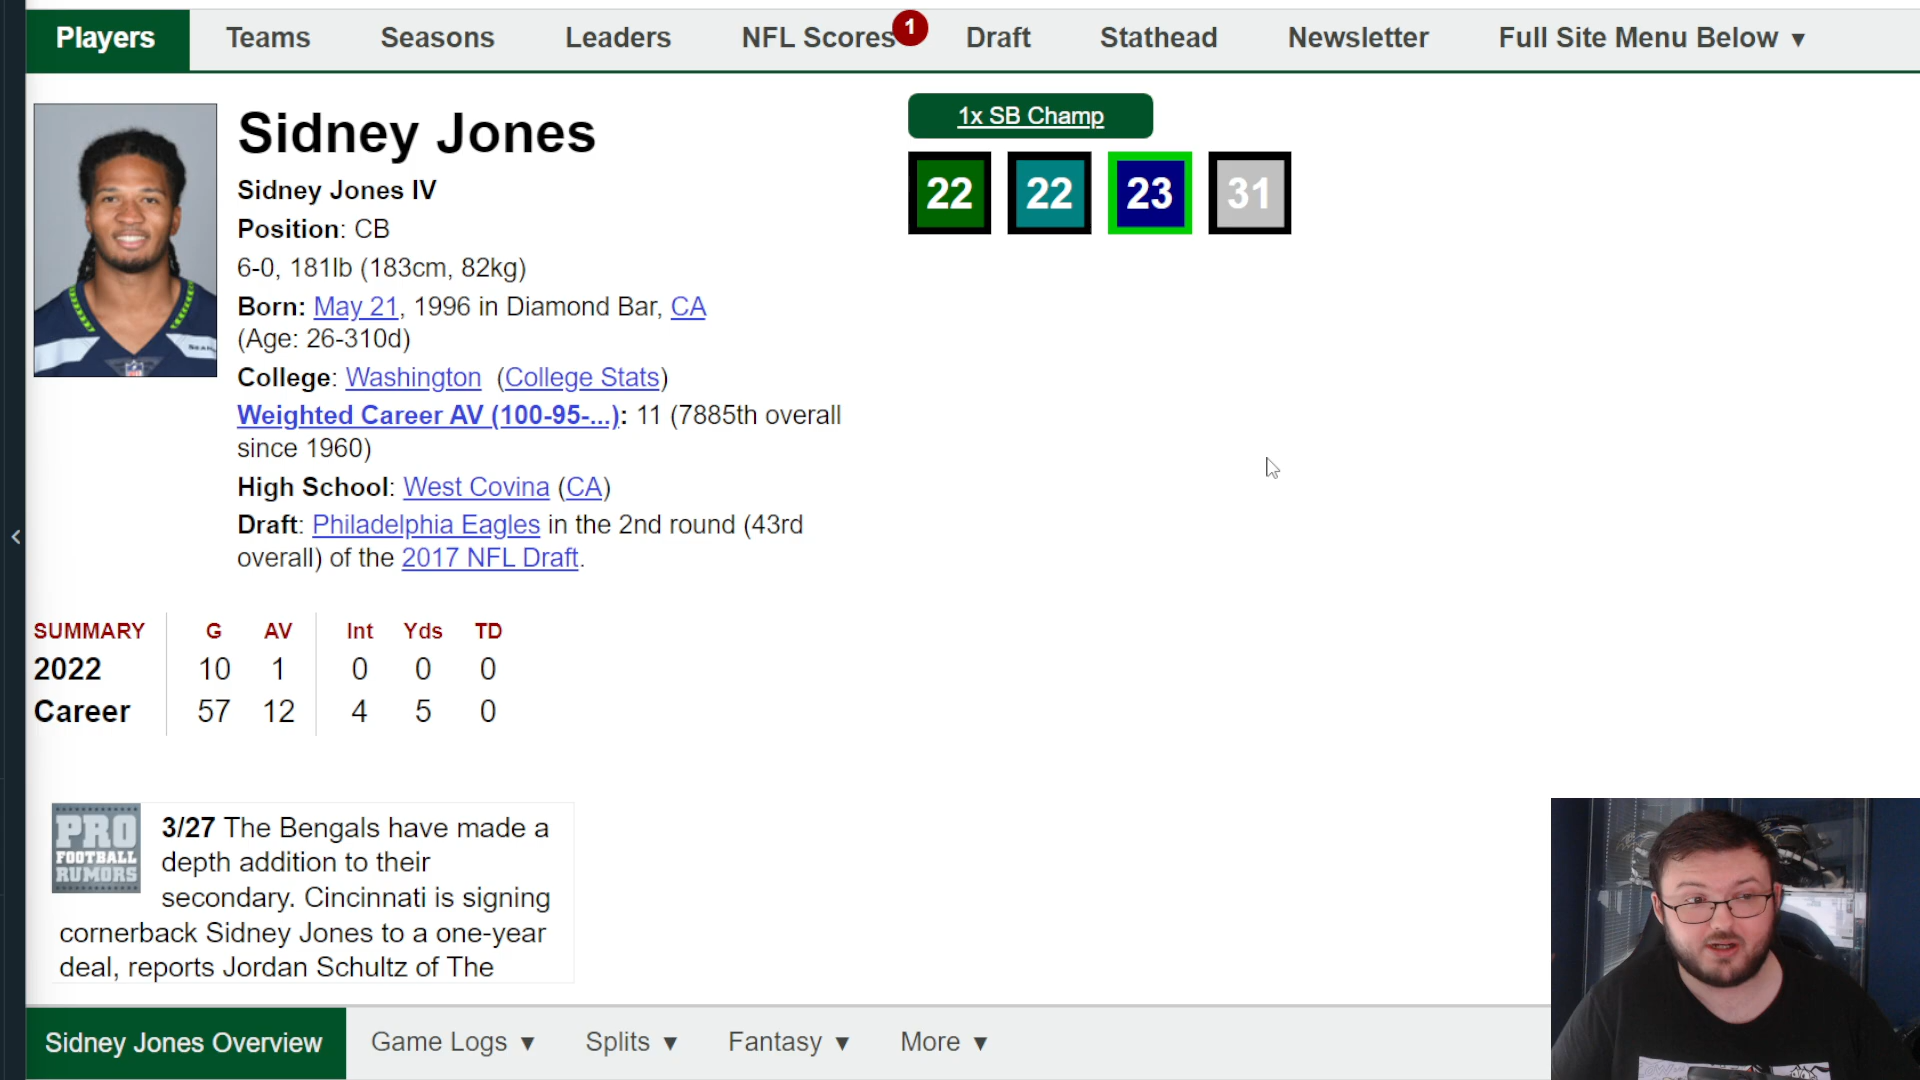 Players Teams Seasons Leaders NFL Scores 1 Draft Stathead Newsletter Full Site Menu Below ▼
Sidney Jones
Sidney Jones IV
Position: CB
6-0, 181lb (183cm, 82kg)
Born: May 21, 1996 in Diamond Bar, CA
(Age: 26-310d)
College: Washington (College Stats)
Weighted Career AV (100-95-...): 11 (7885th overall
since 1960)
High School: West Covina (CA)
Draft: Philadelphia Eagles in the 2nd round (43rd
overall) of the 2017 NFL Draft.
1x SB Champ
22 22 23 31
SUMMARY G AV Int Yds TD
2022 10 1 0 0 0
Career 57 12 4 5 0
PRO
FOOTBALL
RUMORS
3/27 The Bengals have made a
depth addition to their
secondary. Cincinnati is signing
cornerback Sidney Jones to a one-year
deal, reports Jordan Schultz of The
Sidney Jones Overview Game Logs ▼ Splits ▼ Fantasy ▼ More ▼